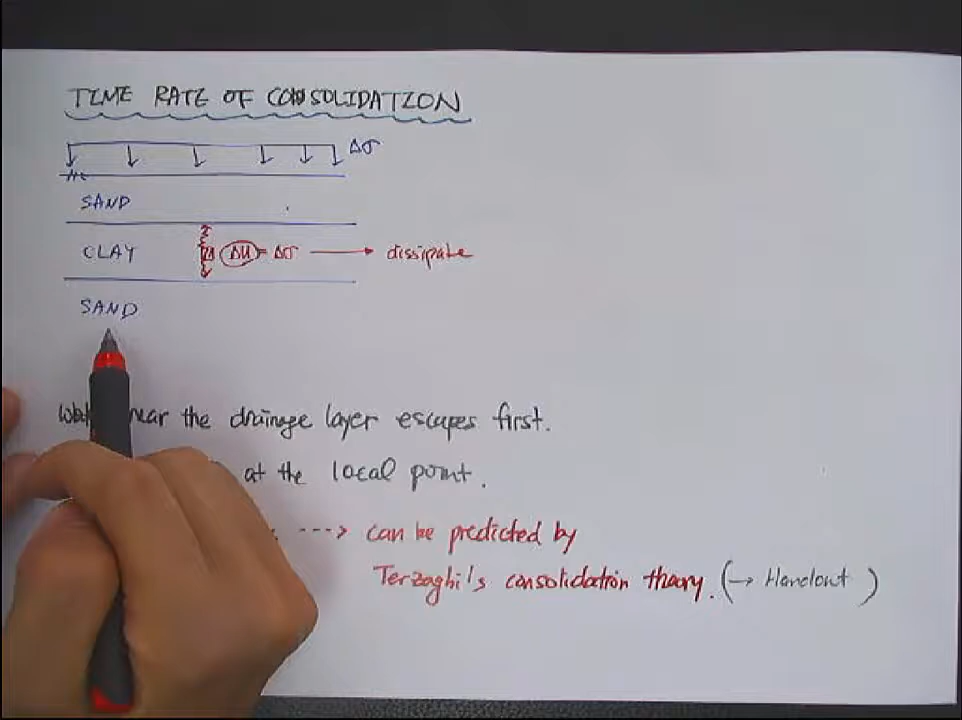 TIME RATE OF CONSOLIDATION
Δσ
SAND
CLAY Δu = Δσ → dissipate
SAND
near the drainage layer escapes first.
at the local point.
---> can be predicted by
Terzaghi's consolidation theory. (→ Handout )